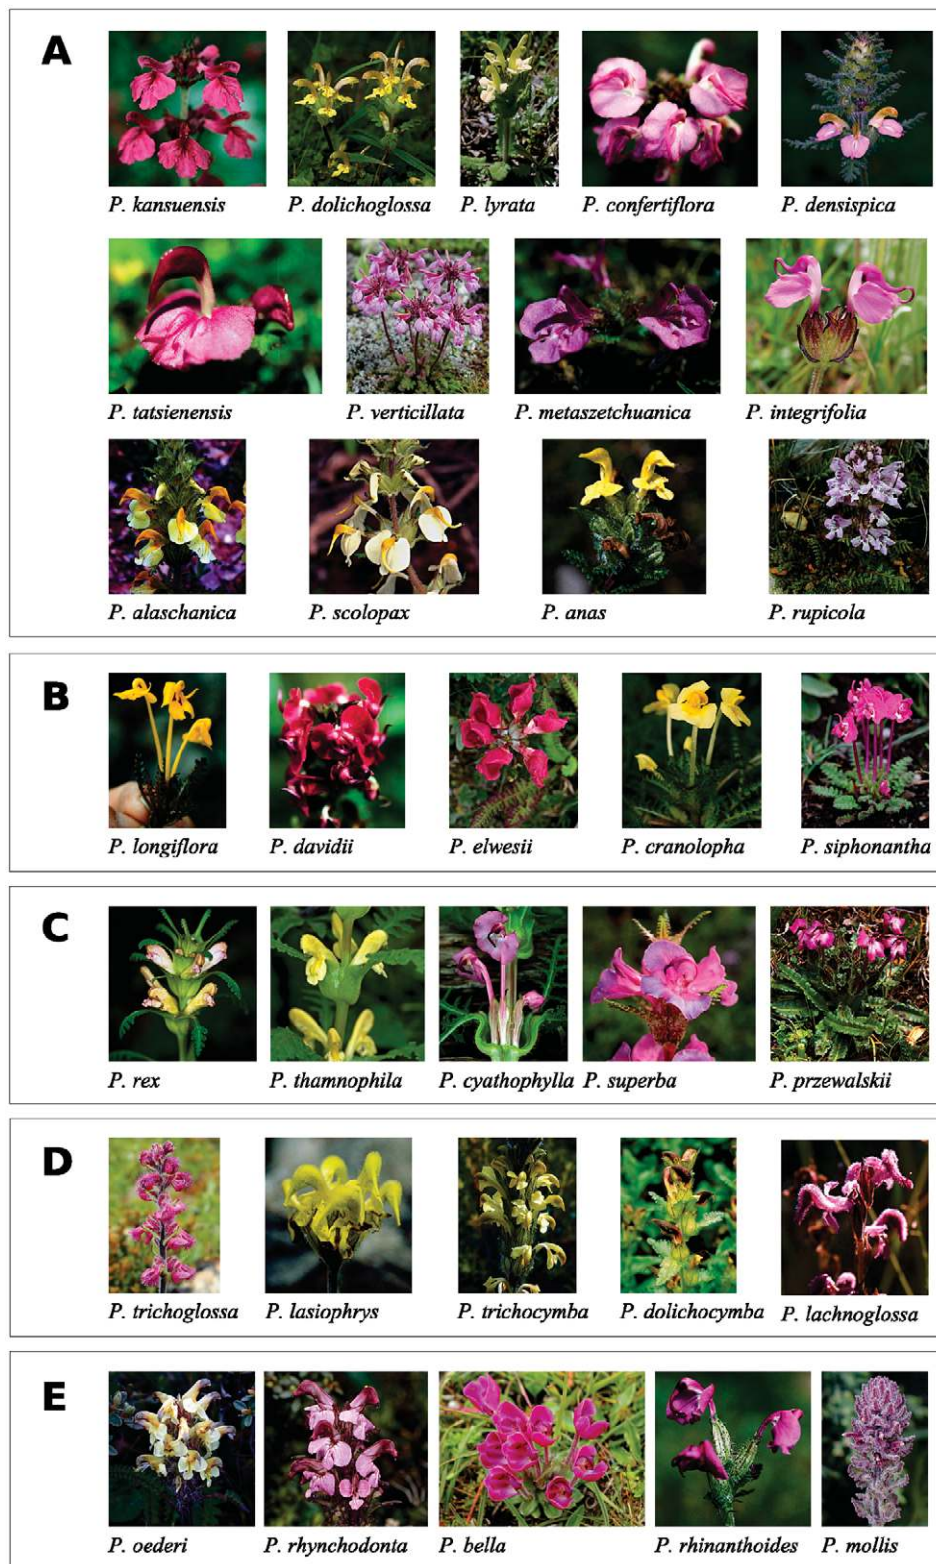 A
P. kansuensis P. dolichoglossa P. lyrata P. confertiflora P. densispica
P. tatsienensis P. verticillata P. metaszetchuanica P. integrifolia
P. alaschanica P. scolopax P. anas P. rupicola
B
P. longiflora P. davidii P. elwesii P. cranolopha P. siphonantha
C
P. rex P. thamnophila P. cyathophylla P. superba P. przewalskii
D
P. trichoglossa P. lasiophrys P. trichocymba P. dolichocymba P. lachnoglossa
E
P. oederi P. rhynchodonta P. bella P. rhinanthoides P. mollis